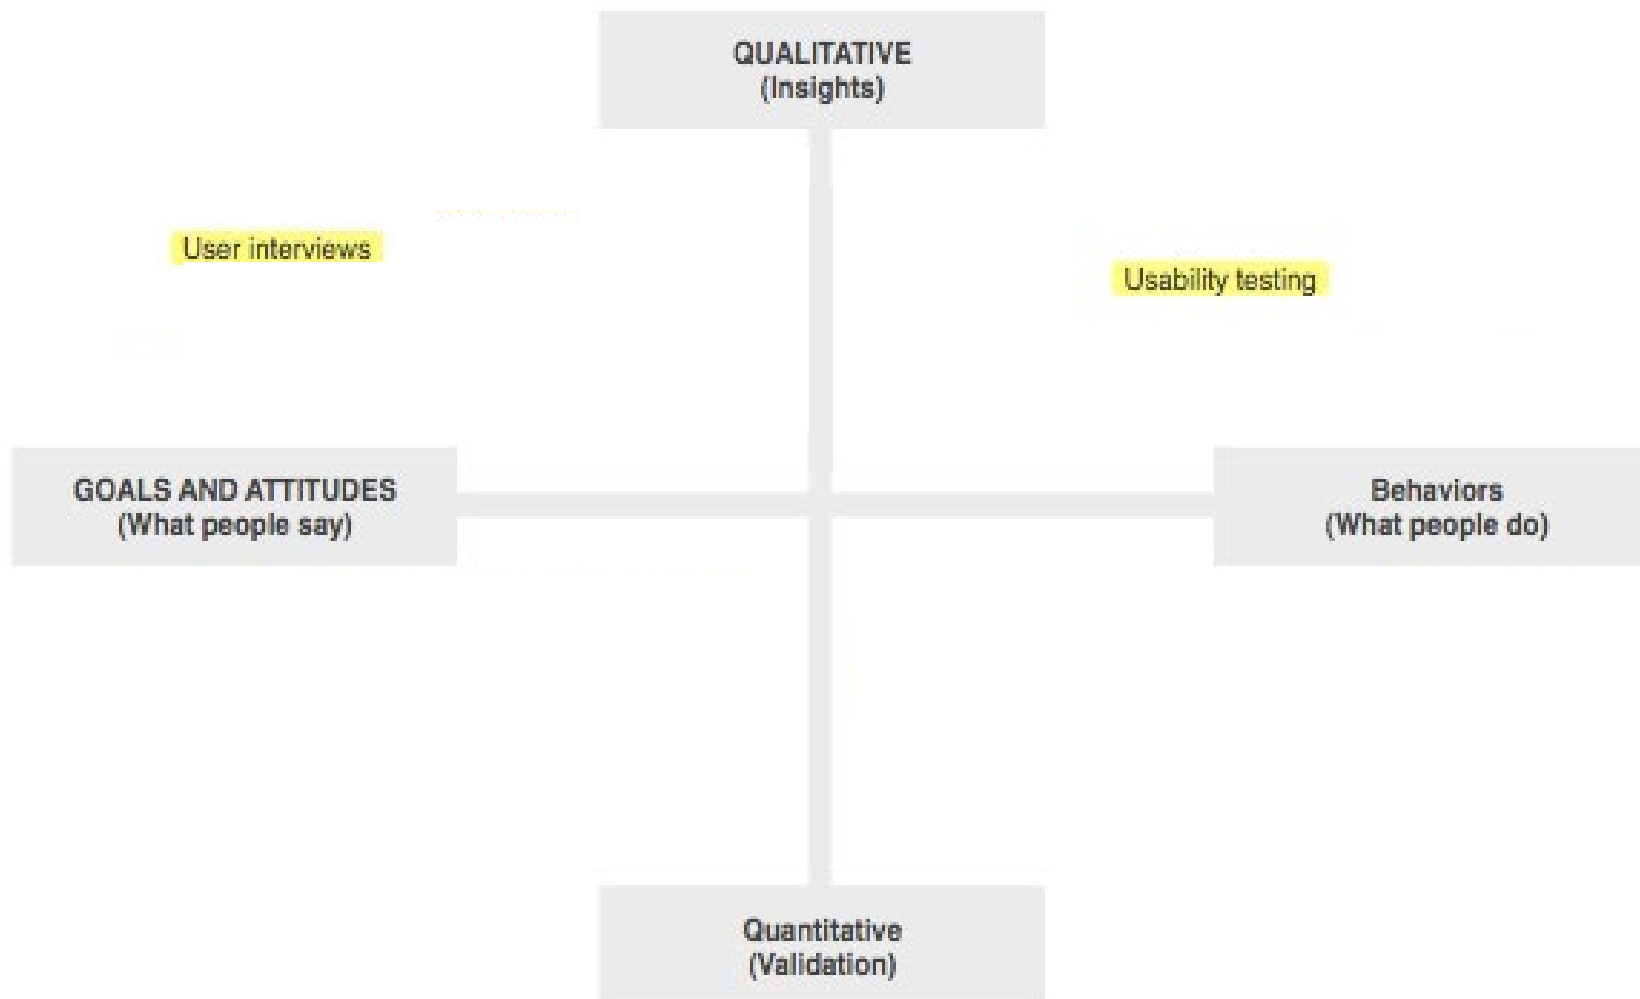 QUALITATIVE
(Insights)
User interviews
Usability testing
GOALS AND ATTITUDES
(What people say)
Behaviors
(What people do)
Quantitative
(Validation)